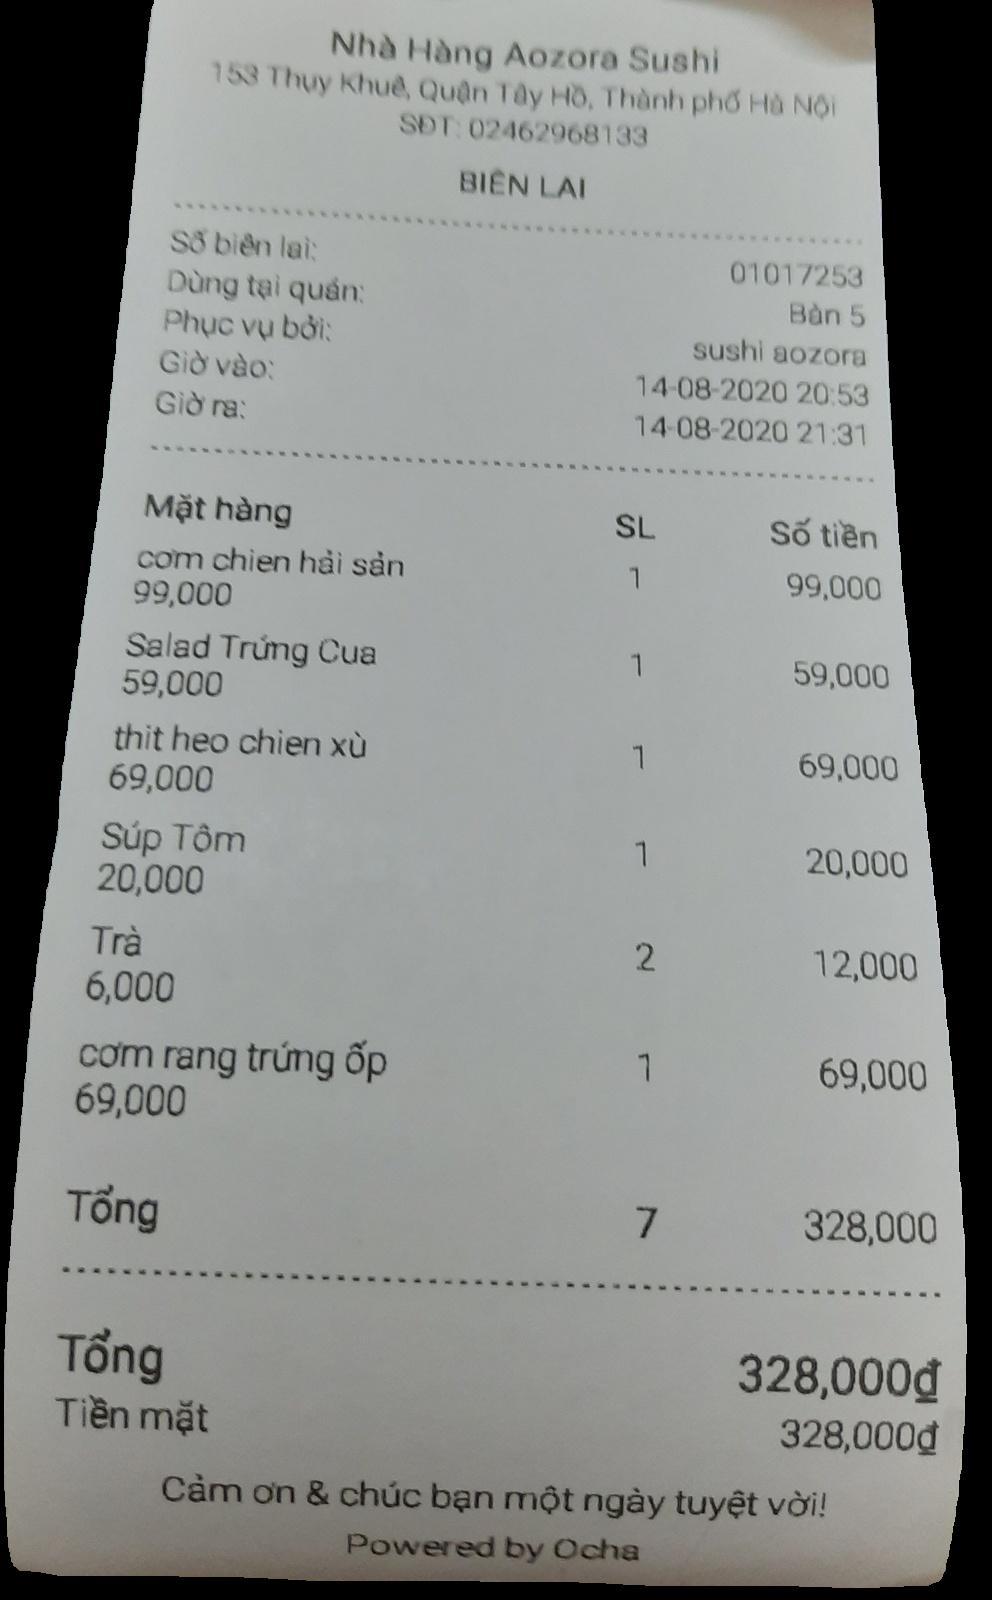 Nhà Hàng Aozora Sushi
153 Thụy Khuê, Quận Tây Hồ, Thành phố Hà Nội
SĐT: 02462968133
BIÊN LAI
Số biên lai: 01017253
Dùng tại quán: Bàn 5
Phục vụ bởi: sushi aozora
Giờ vào: 14-08-2020 20:53
Giờ ra: 14-08-2020 21:31
Mặt hàng SL Số tiền
cơm chien hải sản 1 99,000
99,000
Salad Trứng Cua 1 59,000
59,000
thit heo chien xù 1 69,000
69,000
Súp Tôm 1 20,000
20,000
Trà 2 12,000
6,000
cơm rang trứng ốp 1 69,000
69,000
Tổng 7 328,000
Tổng 328,000₫
Tiền mặt 328,000₫
Cảm ơn & chúc bạn một ngày tuyệt vời!
Powered by Ocha